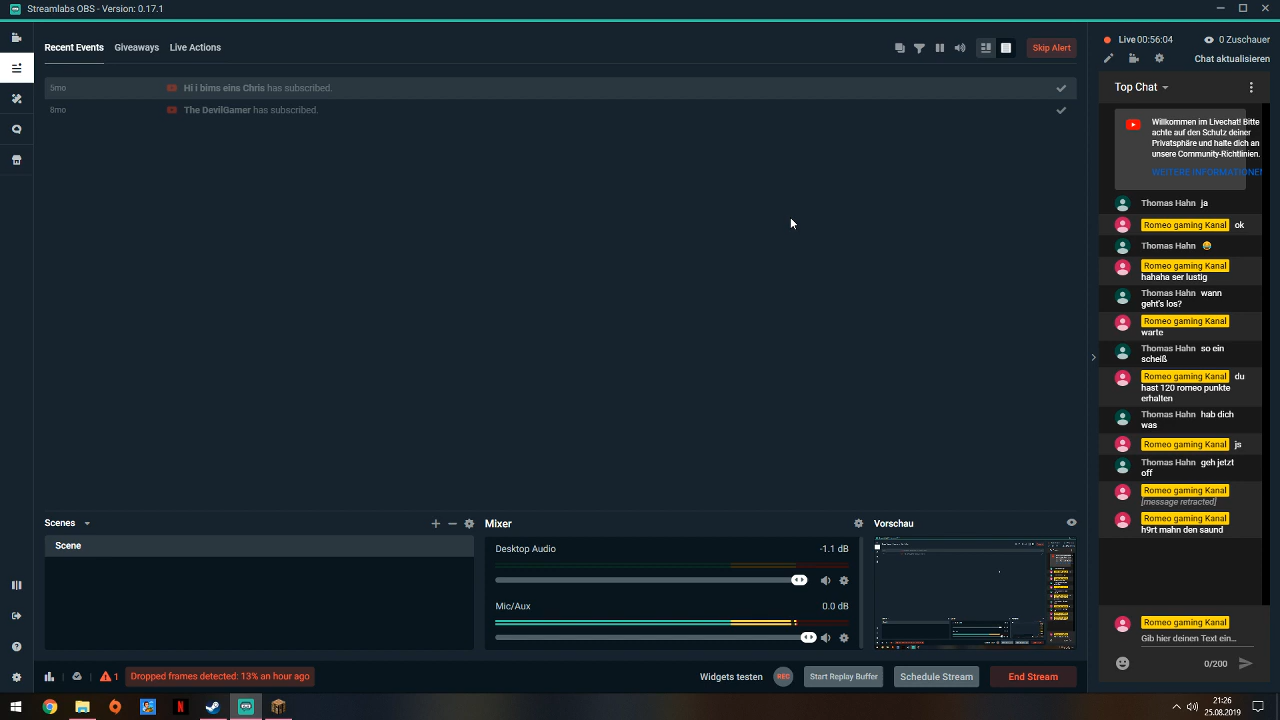 Streamlabs OBS - Version: 0.17.1
Recent Events Giveaways Live Actions
Skip Alert
5mo Hi i bims eins Chris has subscribed.
8mo The DevilGamer has subscribed.
Live 00:56:04 0 Zuschauer
Chat aktualisieren
Top Chat
Willkommen im Livechat! Bitte
achte auf den Schutz deiner
Privatsphäre und halte dich an
unsere Community-Richtlinien.
WEITERE INFORMATIONEN
Thomas Hahn ja
Romeo gaming Kanal ok
Thomas Hahn
Romeo gaming Kanal
hahaha ser lustig
Thomas Hahn wann
geht's los?
Romeo gaming Kanal
warte
Thomas Hahn so ein
scheiß
Romeo gaming Kanal du
hast 120 romeo punkte
erhalten
Thomas Hahn hab dich
was
Romeo gaming Kanal js
Thomas Hahn geh jetzt
off
Romeo gaming Kanal
[message retracted]
Romeo gaming Kanal
h9rt mahn den saund
Romeo gaming Kanal
Gib hier deinen Text ein...
0/200
Scenes
Scene
Mixer
Desktop Audio -1.1 dB
Mic/Aux 0.0 dB
Vorschau
1 Dropped frames detected: 13% an hour ago
Widgets testen REC Start Replay Buffer Schedule Stream End Stream
21:26
25.08.2019